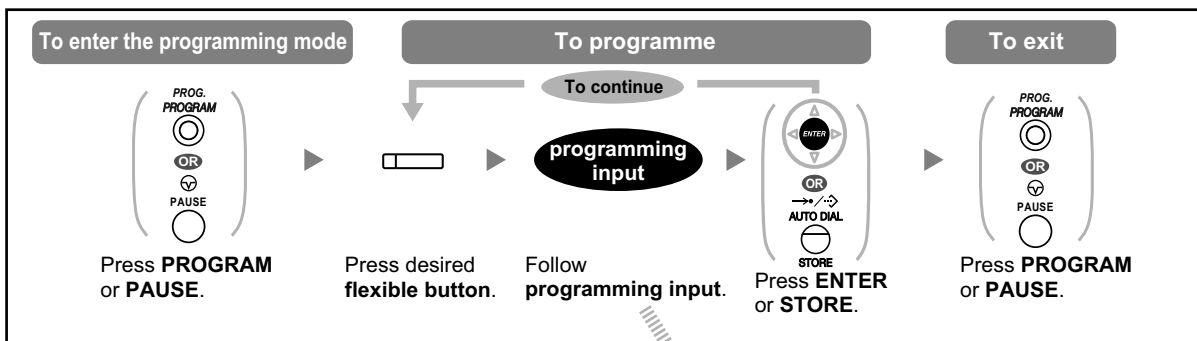 To enter the programming mode
To programme
To exit
To continue
PROG.
PROGRAM
OR
PAUSE
Press PROGRAM
or PAUSE.
Press desired
flexible button.
programming
input
Follow
programming input.
ENTER
OR
AUTO DIAL
STORE
Press ENTER
or STORE.
PROG.
PROGRAM
OR
PAUSE
Press PROGRAM
or PAUSE.